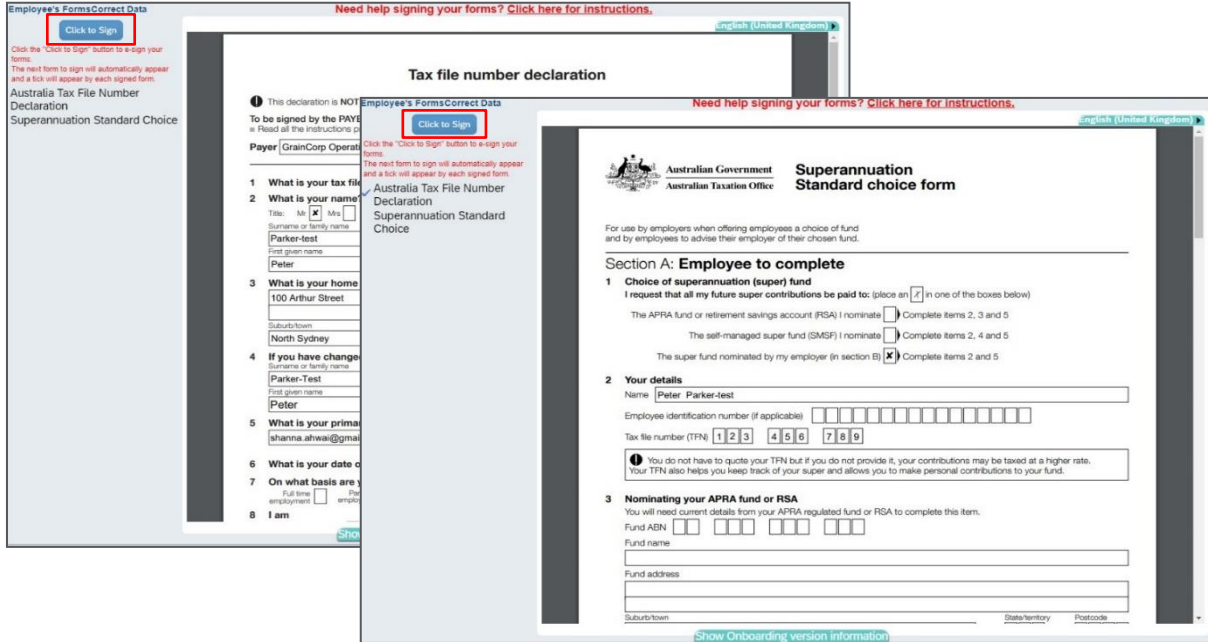 Employee's FormsCorrect Data
Need help signing your forms? Click here for instructions.
Click to Sign
English (United Kingdom)
Click the "Click to Sign" button to e-sign your
forms.
The next form to sign will automatically appear
and a tick will appear by each signed form.
Australia Tax File Number
Declaration
Superannuation Standard Choice
Tax file number declaration
This declaration is NOT
To be signed by the PAYE
Read all the instructions
Payer GrainCorp Operati
1 What is your tax file
2 What is your name?
Title: Mr X Mrs
Surname or family name
Parker-test
First given name
Peter
3 What is your home
100 Arthur Street
Suburb/town
North Sydney
4 If you have changed
Surname or family name
Parker-Test
First given name
Peter
5 What is your primar
shanna.ahwai@gmai
6 What is your date o
7 On what basis are y
Full time
employment
8 I am
Employee's FormsCorrect Data
Need help signing your forms? Click here for instructions.
Click to Sign
English (United Kingdom)
Click the "Click to Sign" button to e-sign your
forms.
The next form to sign will automatically appear
and a tick will appear by each signed form.
Australia Tax File Number
Declaration
Superannuation Standard
Choice
Australian Government
Australian Taxation Office
Superannuation
Standard choice form
For use by employers when offering employees a choice of fund
and by employees to advise their employer of their chosen fund.
Section A: Employee to complete
1 Choice of superannuation (super) fund
I request that all my future super contributions be paid to: (place an X in one of the boxes below)
The APRA fund or retirement savings account (RSA) I nominate Complete items 2, 3 and 5
The self-managed super fund (SMSF) I nominate Complete items 2, 4 and 5
The super fund nominated by my employer (in section B) X Complete items 2 and 5
2 Your details
Name Peter Parker-test
Employee identification number (if applicable)
Tax file number (TFN) 1 2 3 4 5 6 7 8 9
You do not have to quote your TFN but if you do not provide it, your contributions may be taxed at a higher rate.
Your TFN also helps you keep track of your super and allows you to make personal contributions to your fund.
3 Nominating your APRA fund or RSA
You will need current details from your APRA regulated fund or RSA to complete this item.
Fund ABN
Fund name
Fund address
Suburb/town State/territory Postcode
Show Onboarding version information